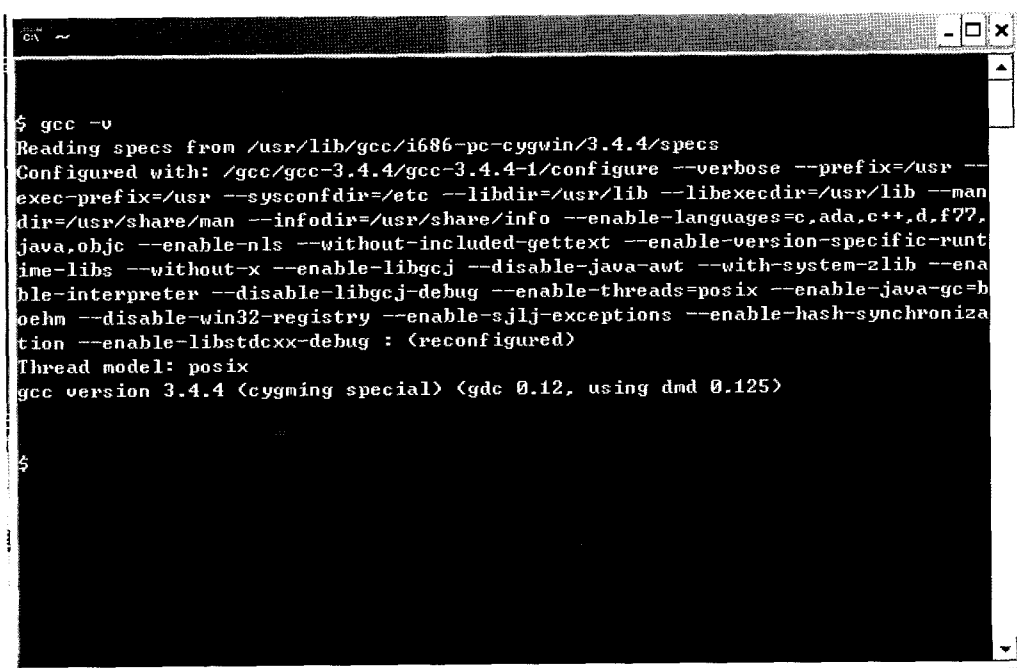 ~
$ gcc -v
Reading specs from /usr/lib/gcc/i686-pc-cygwin/3.4.4/specs
Configured with: /gcc/gcc-3.4.4/gcc-3.4.4-1/configure --verbose --prefix=/usr --
exec-prefix=/usr --sysconfdir=/etc --libdir=/usr/lib --libexecdir=/usr/lib --man
dir=/usr/share/man --infodir=/usr/share/info --enable-languages=c,ada,c++,d,f77,
java,objc --enable-nls --without-included-gettext --enable-version-specific-runt
ime-libs --without-x --enable-libgcj --disable-java-awt --with-system-zlib --ena
ble-interpreter --disable-libgcj-debug --enable-threads=posix --enable-java-gc=b
oehm --disable-win32-registry --enable-sjlj-exceptions --enable-hash-synchroniza
tion --enable-libstdcxx-debug : (reconfigured)
Thread model: posix
gcc version 3.4.4 (cygming special) (gdc 0.12, using dmd 0.125)
$